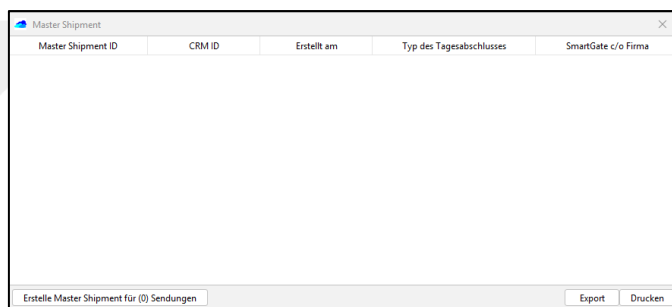 Master Shipment
Master Shipment ID CRM ID Erstellt am Typ des Tagesabschlusses SmartGate c/o Firma
Erstelle Master Shipment für (0) Sendungen Export Drucken